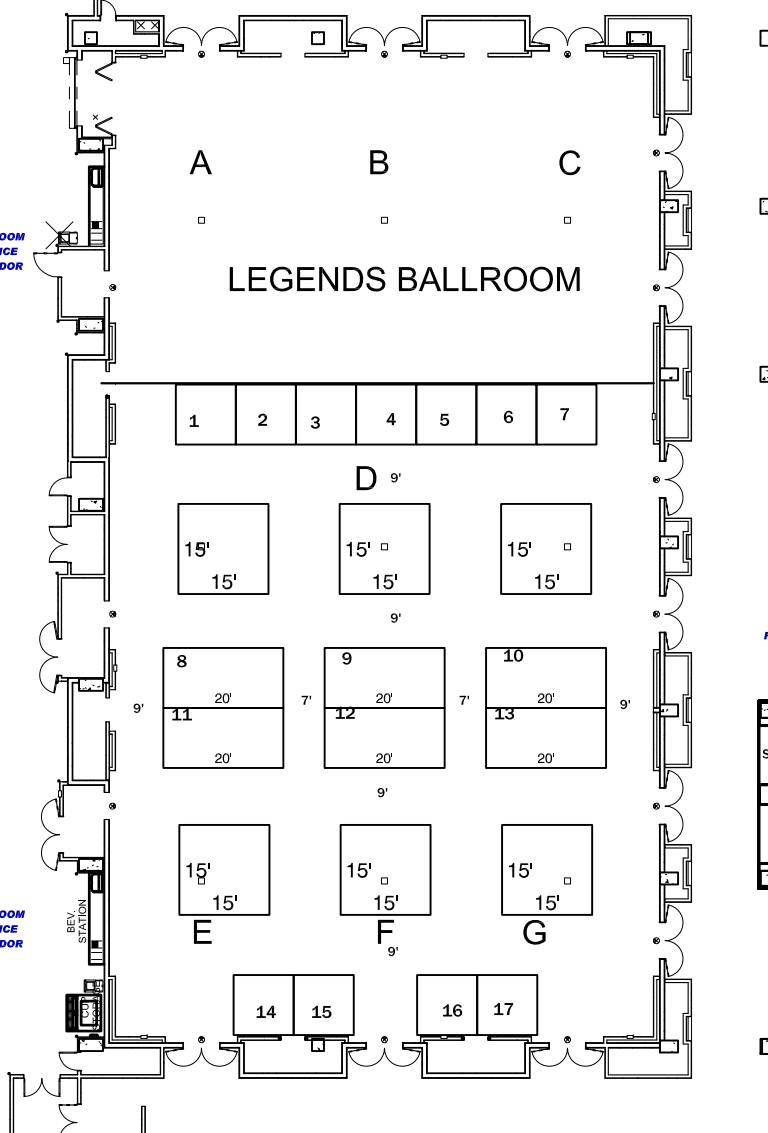 A B C
OOM
ICE
DOR
LEGENDS BALLROOM
1 2 3 4 5 6 7
D 9'
15' 15' 15'
15' 15' 15'
9'
8 9 10
20' 20' 20'
9' 7' 7' 9'
11 12 13
20' 20' 20'
9'
15' 15' 15'
15' 15' 15'
BEV.
STATION
OOM
ICE
DOR
E F G
9'
14 15 16 17